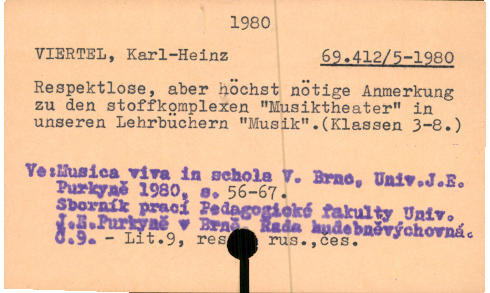 1980
VIERTEL, Karl-Heinz 69.412/5-1980
Respektlose, aber höchst nötige Anmerkung
zu den stoffkomplexen "Musiktheater" in
unseren Lehrbüchern "Musik".(Klassen 3-8.)
Ve:Musica viva in schola V. Brno, Univ.J.E.
Purkyně 1980, s. 56-67.
Sborník prací Pedagogické fakulty Univ.
J.E.Purkyně v Brně. Řada hudebněvýchovná.
č.9. - Lit.9, res. rus.,čes.